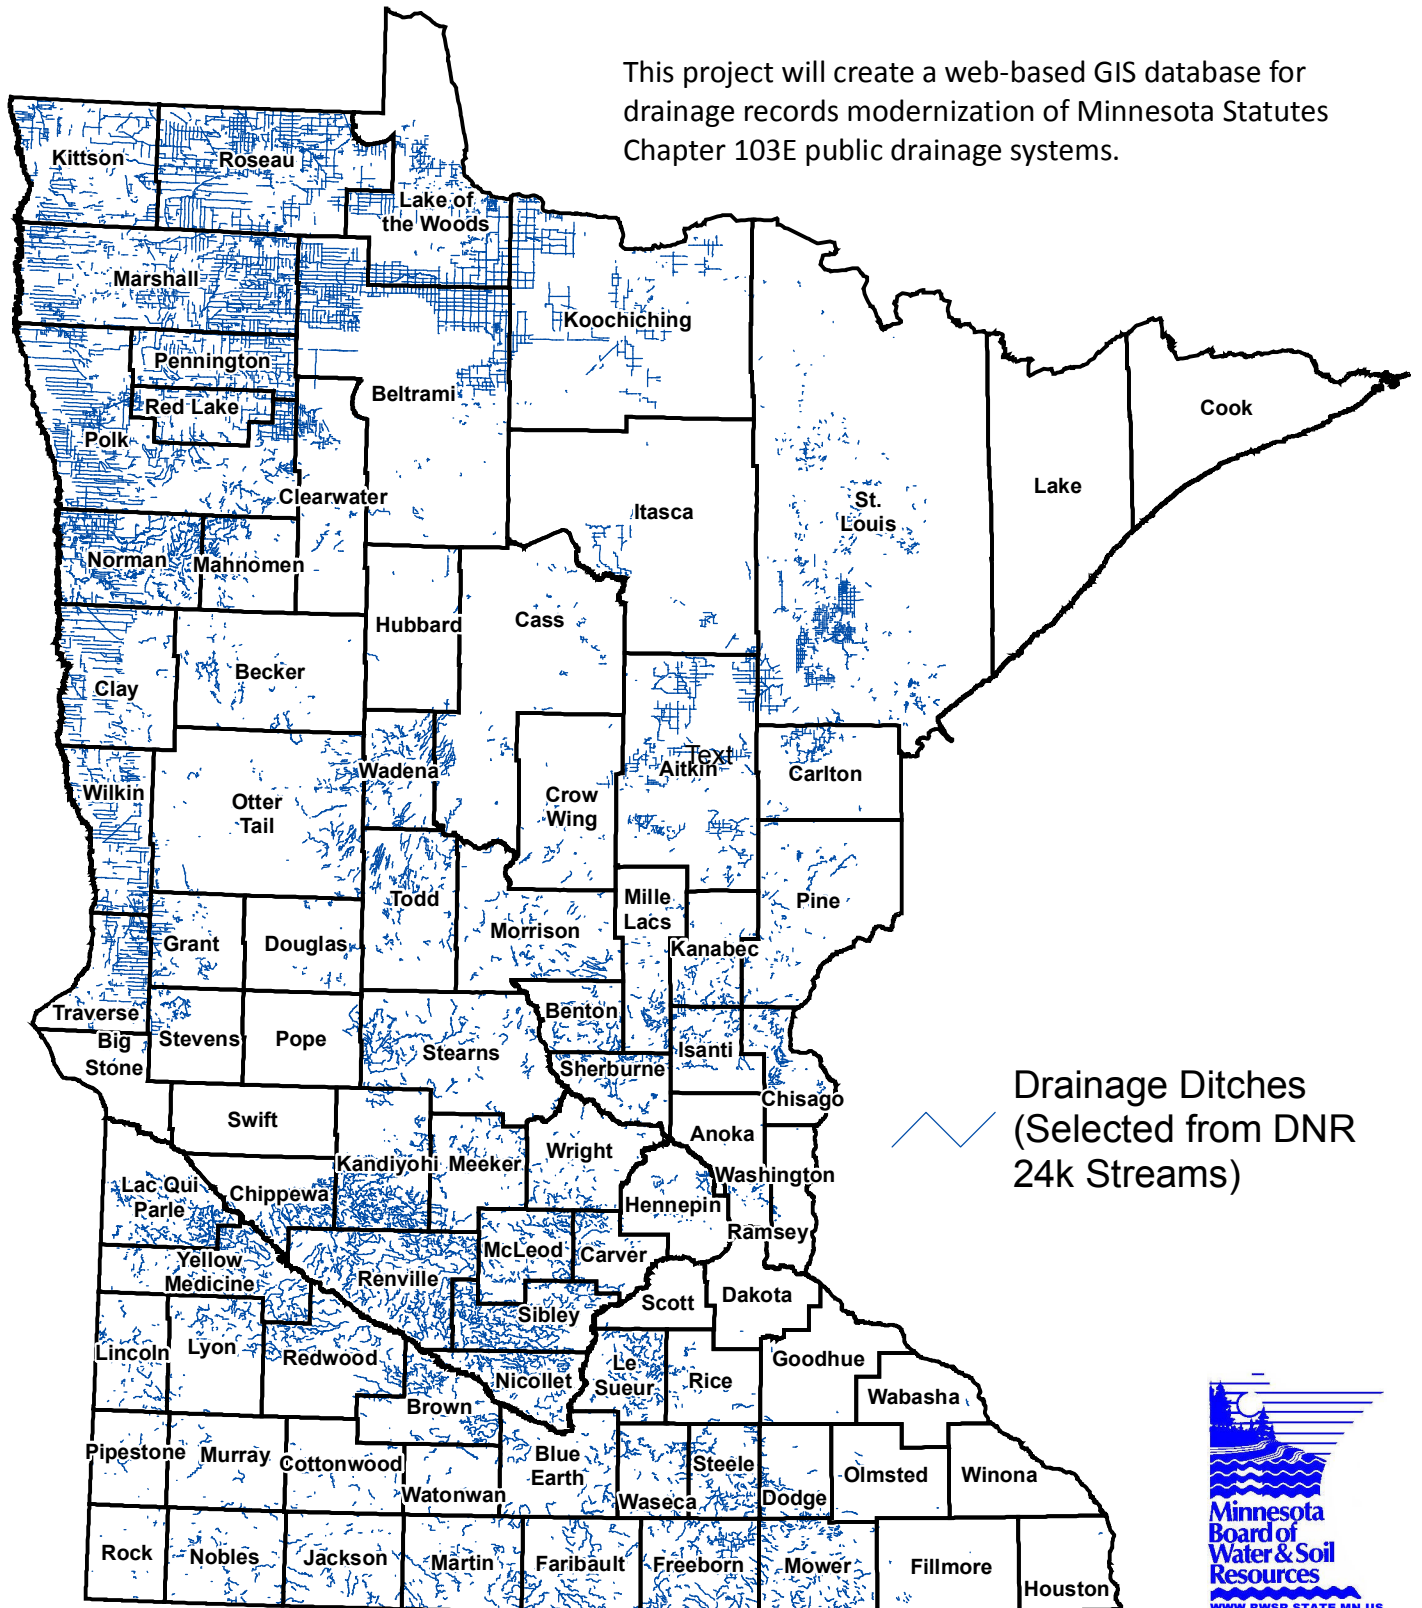 This project will create a web-based GIS database for
drainage records modernization of Minnesota Statutes
Chapter 103E public drainage systems.
Kittson
Roseau
Lake of
the Woods
Marshall
Koochiching
Pennington
Beltrami
Red Lake
Cook
Polk
Clearwater
Lake
St.
Louis
Itasca
Norman
Mahnomen
Hubbard
Cass
Becker
Clay
Text
Aitkin
Wadena
Carlton
Wilkin
Otter
Tail
Crow
Wing
Todd
Mille
Lacs
Pine
Morrison
Grant
Douglas
Kanabec
Traverse
Benton
Big
Stone
Stevens
Pope
Stearns
Isanti
Sherburne
Drainage Ditches
(Selected from DNR
24k Streams)
Chisago
Swift
Anoka
Wright
Kandiyohi
Meeker
Washington
Lac Qui
Parle
Chippewa
Hennepin
Ramsey
McLeod
Carver
Yellow
Medicine
Renville
Dakota
Scott
Sibley
Lincoln
Lyon
Redwood
Goodhue
Le
Sueur
Rice
Nicollet
Wabasha
Brown
Pipestone
Murray
Cottonwood
Blue
Earth
Steele
Olmsted
Winona
Watonwan
Waseca
Dodge
Minnesota
Board of
Water & Soil
Resources
WWW.BWSR.STATE.MN.US
Rock
Nobles
Jackson
Martin
Faribault
Freeborn
Mower
Fillmore
Houston